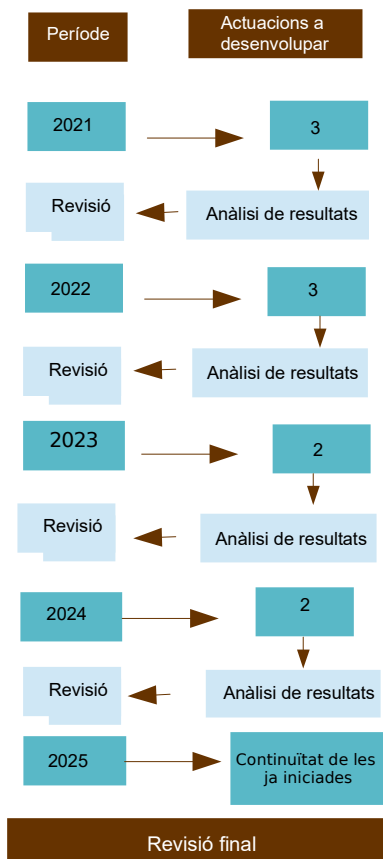 Període
Actuacions a
desenvolupar
2021
3
Revisió
Anàlisi de resultats
2022
3
Revisió
Anàlisi de resultats
2023
2
Revisió
Anàlisi de resultats
2024
2
Revisió
Anàlisi de resultats
2025
Continuïtat de les
ja iniciades
Revisió final